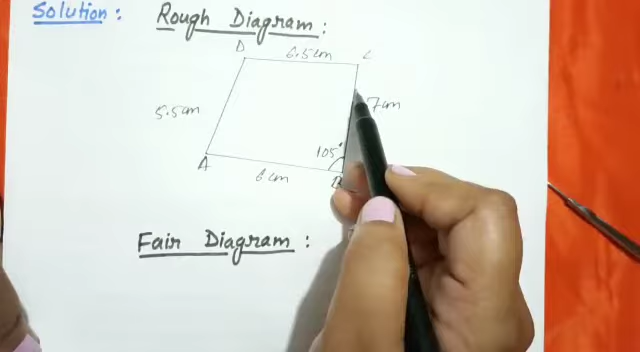 Solution :
Rough Diagram :
D 6.5cm C
5.5cm 7cm
105°
A 6cm B
Fair Diagram :